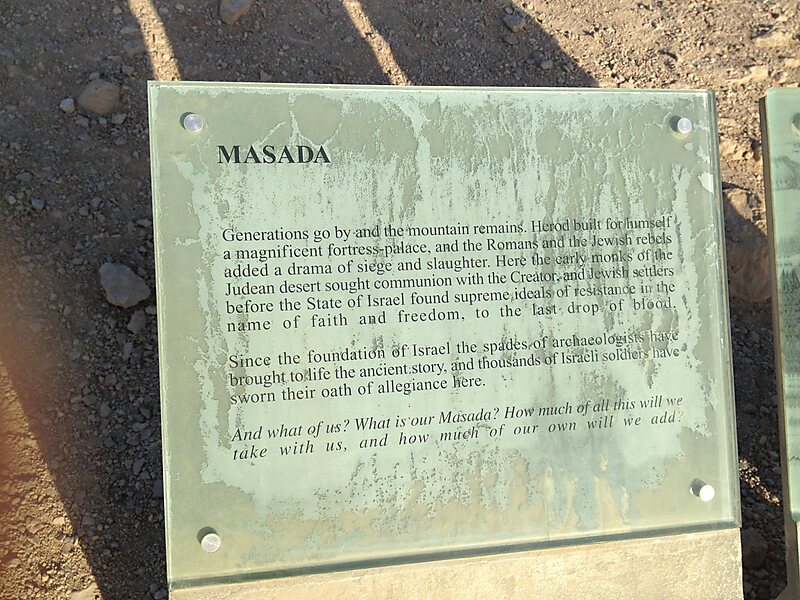 MASADA
Generations go by and the mountain remains. Herod built for himself
a magnificent fortress-palace, and the Romans and the Jewish rebels
added a drama of siege and slaughter. Here the early monks of the
Judean desert sought communion with the Creator, and Jewish settlers
before the State of Israel found supreme ideals of resistance in the
name of faith and freedom, to the last drop of blood.
Since the foundation of Israel the spades of archaeologists have
brought to life the ancient story, and thousands of Israeli soldiers have
sworn their oath of allegiance here.
And what of us? What is our Masada? How much of all this will we
take with us, and how much of our own will we add?